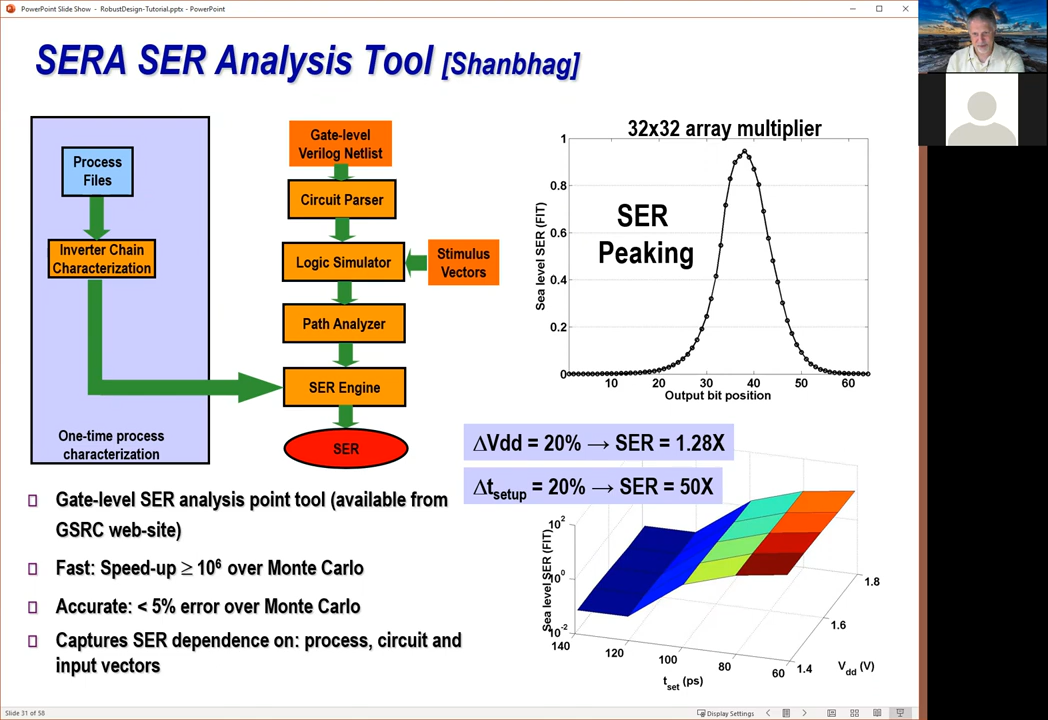 PowerPoint Slide Show - RobustDesign-Tutorial.pptx - PowerPoint
SERA SER Analysis Tool [Shanbhag]
Process
Files
Inverter Chain
Characterization
One-time process
characterization
Gate-level
Verilog Netlist
Circuit Parser
Logic Simulator
Stimulus
Vectors
Path Analyzer
SER Engine
SER
32x32 array multiplier
SER
Peaking
Sea level SER (FIT)
1
0.8
0.6
0.4
0.2
0
10 20 30 40 50 60
Output bit position
ΔVdd = 20% → SER = 1.28X
Δtsetup = 20% → SER = 50X
Sea level SER (FIT)
10²
10⁰
10⁻²
140 120 100 80 60
tset (ps)
1.4 1.6 1.8
Vdd (V)
Gate-level SER analysis point tool (available from
GSRC web-site)
Fast: Speed-up ≥ 10⁶ over Monte Carlo
Accurate: < 5% error over Monte Carlo
Captures SER dependence on: process, circuit and
input vectors
Slide 31 of 58
Display Settings